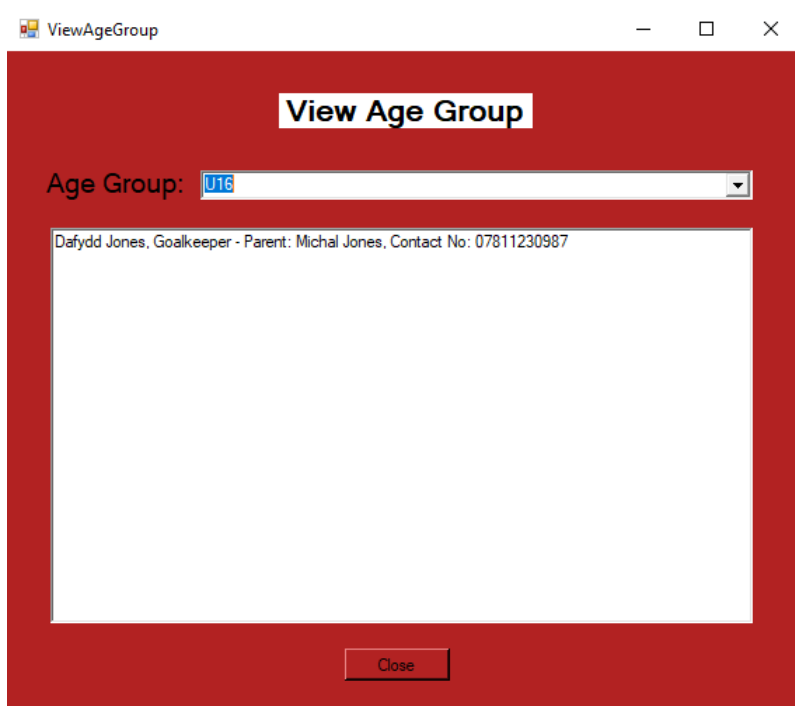 ViewAgeGroup
View Age Group
Age Group: U16
Dafydd Jones, Goalkeeper - Parent: Michal Jones, Contact No: 07811230987
Close